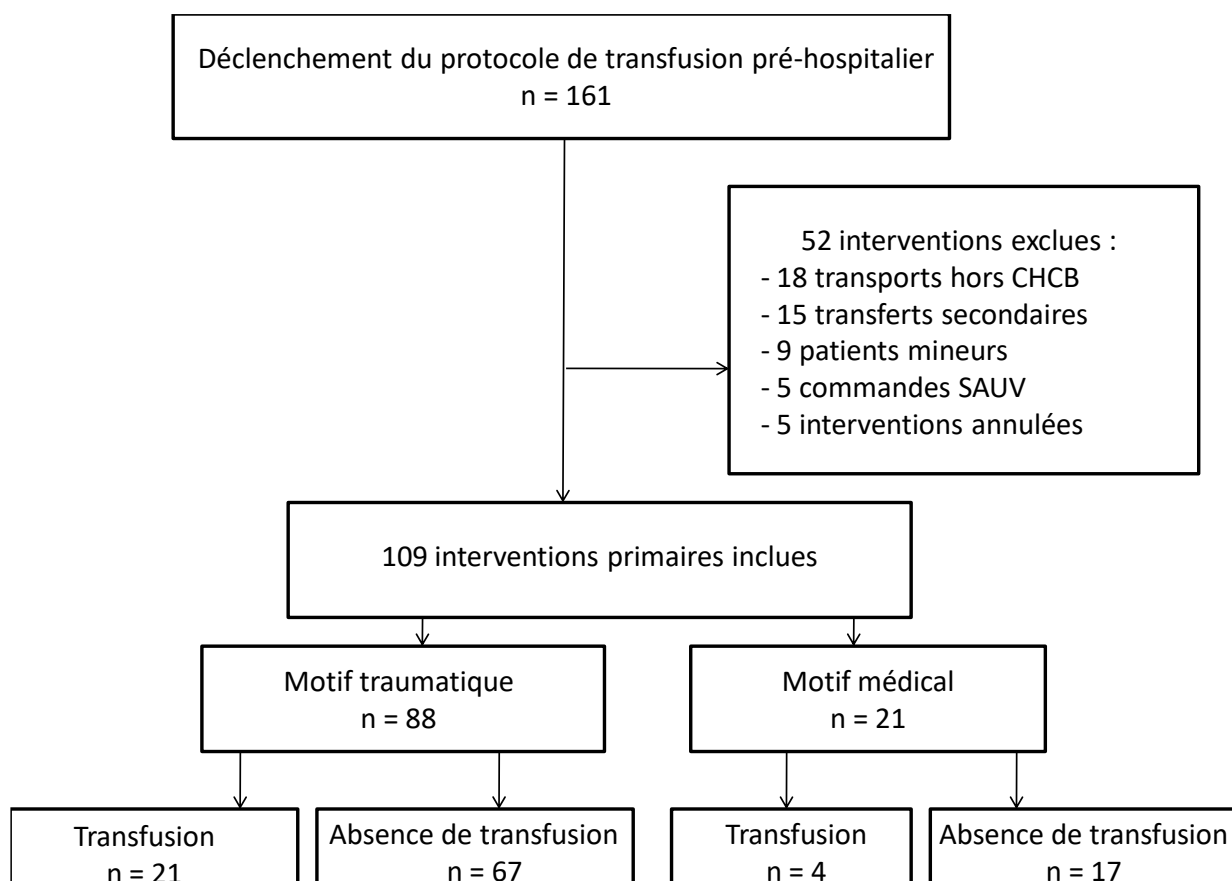 Déclenchement du protocole de transfusion pré-hospitalier
n = 161
52 interventions exclues :
- 18 transports hors CHCB
- 15 transferts secondaires
- 9 patients mineurs
- 5 commandes SAUV
- 5 interventions annulées
109 interventions primaires inclues
Motif traumatique
n = 88
Motif médical
n = 21
Transfusion
n = 21
Absence de transfusion
n = 67
Transfusion
n = 4
Absence de transfusion
n = 17